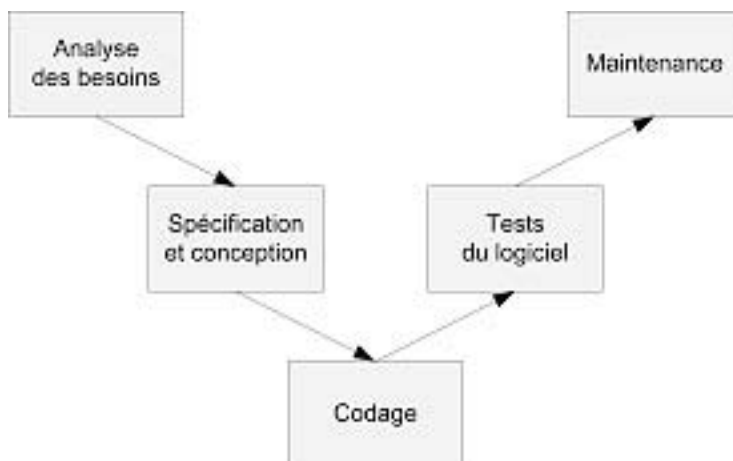 Analyse
des besoins
Maintenance
Spécification
et conception
Tests
du logiciel
Codage